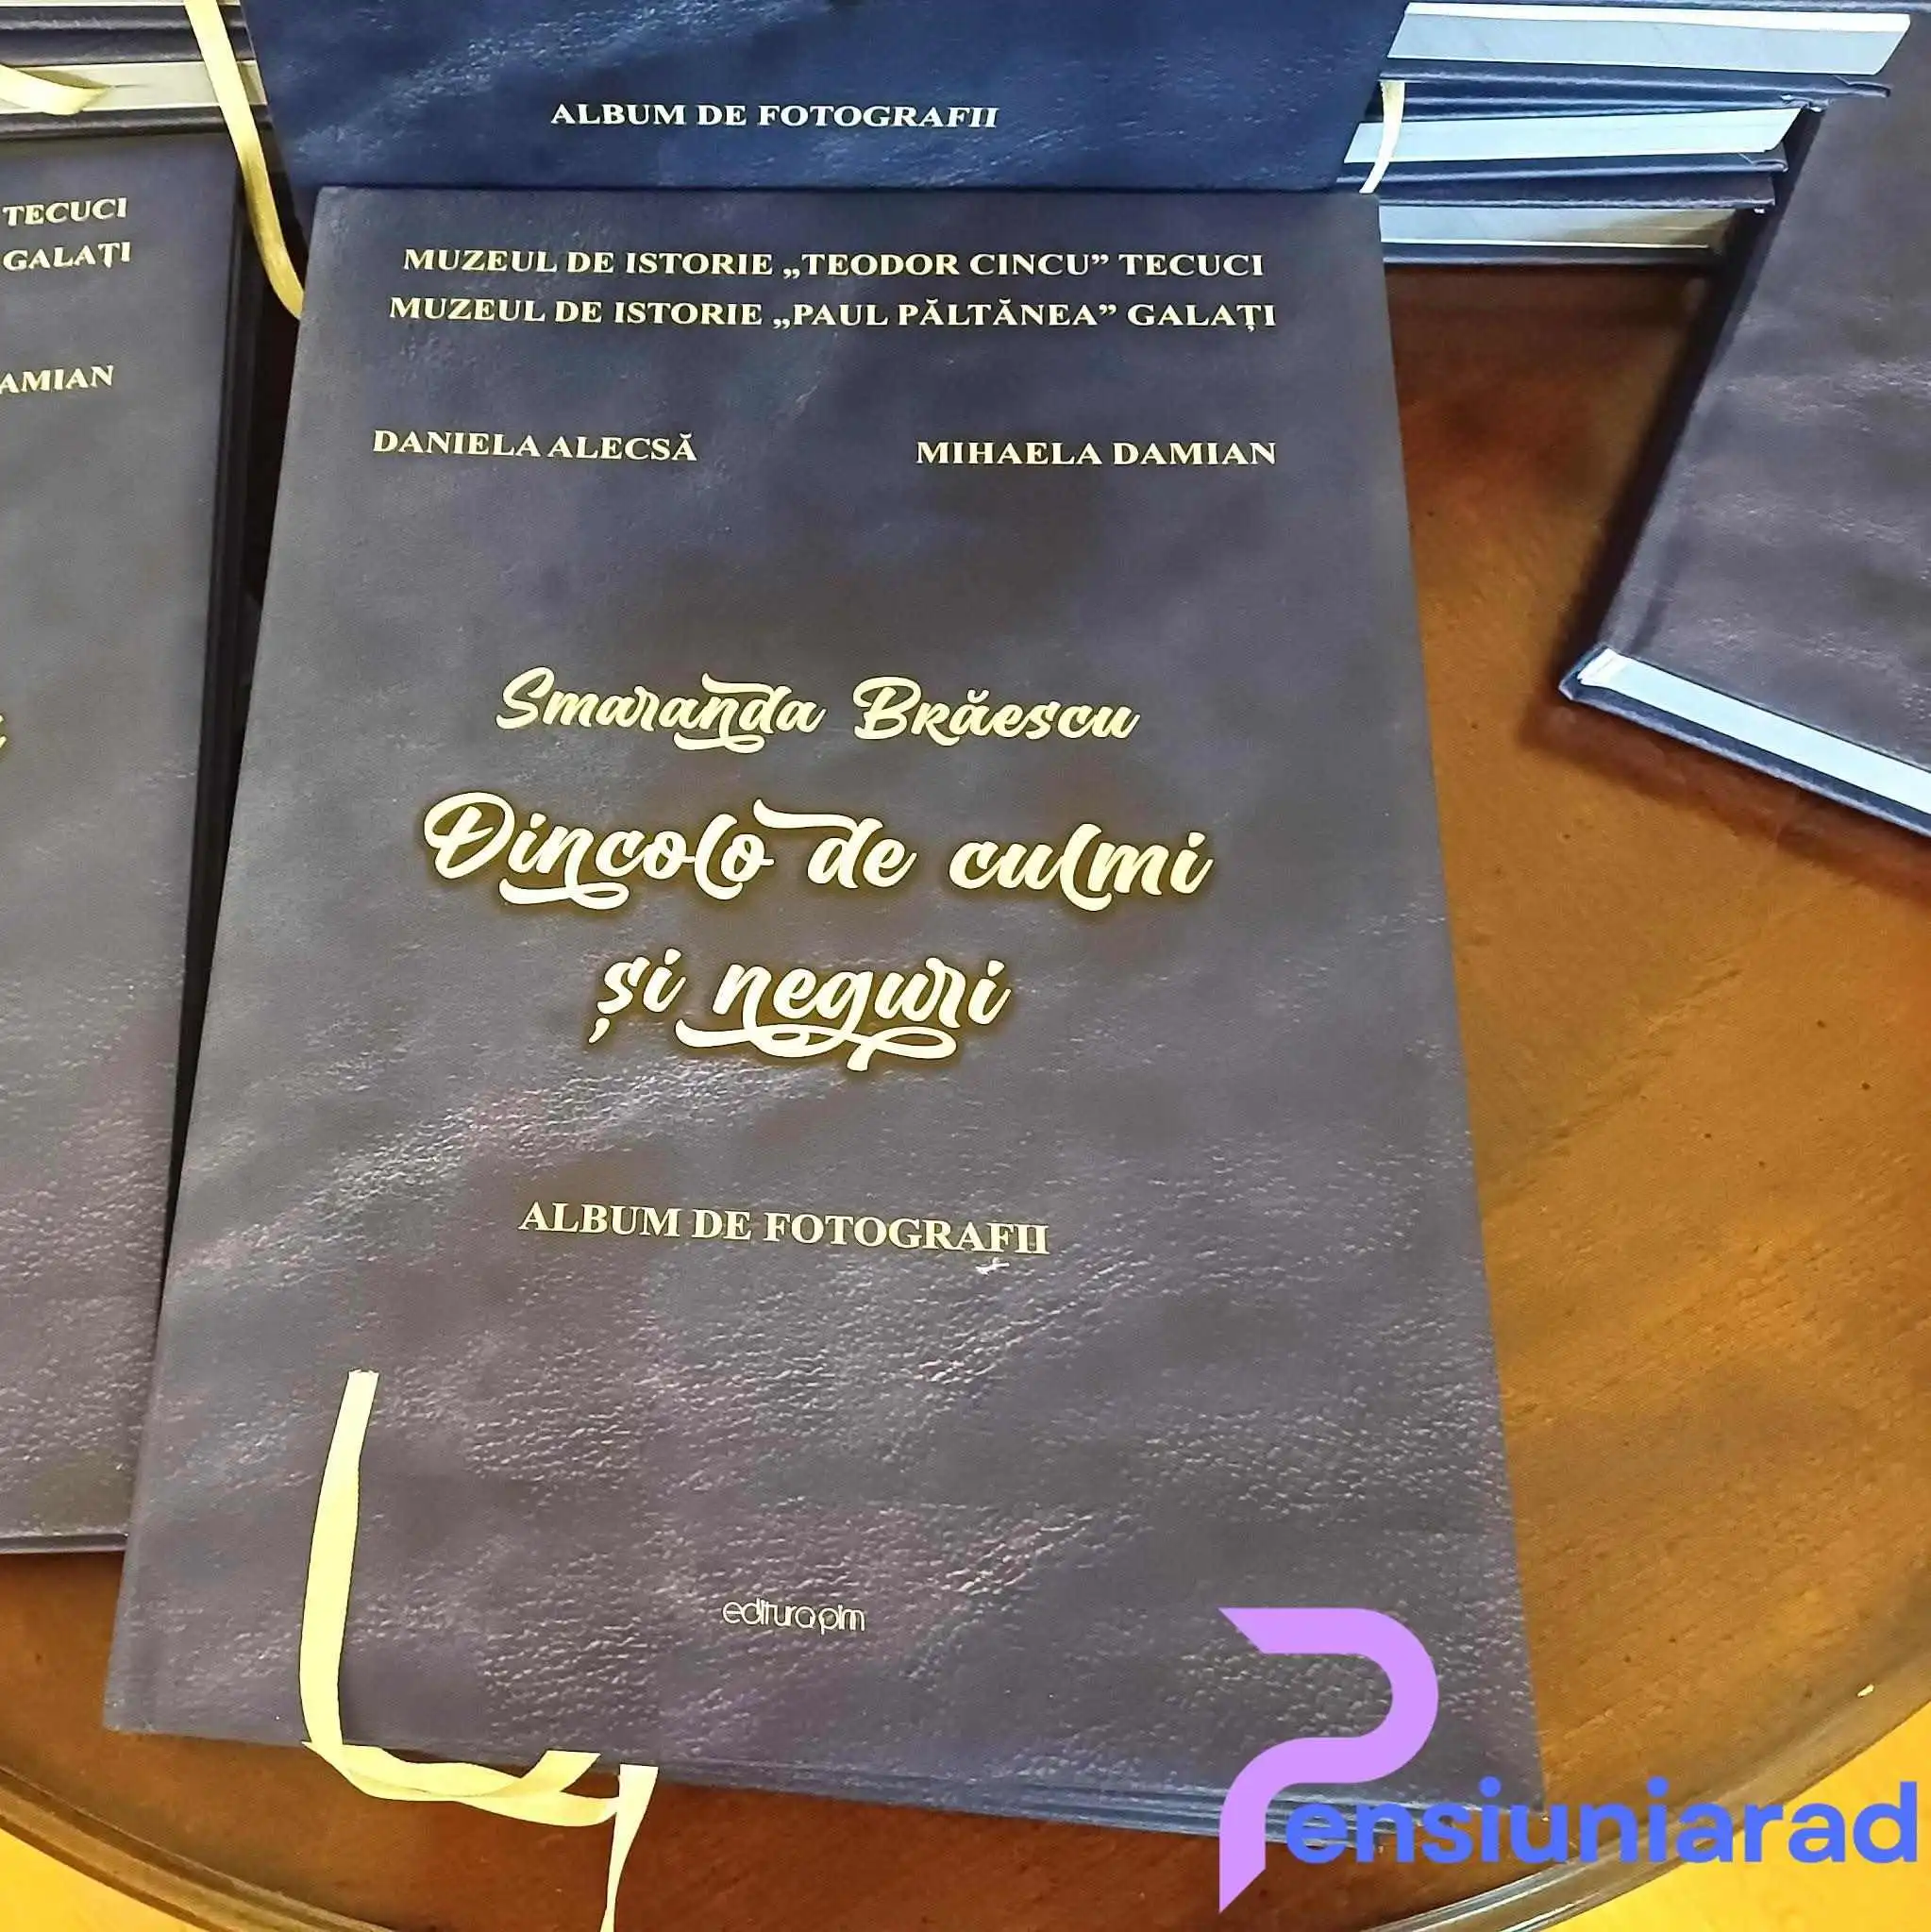 ALBUM DE FOTOGRAFII
TECUCI
GALAȚI
AMIAN
MUZEUL DE ISTORIE „TEODOR CINCU” TECUCI
MUZEUL DE ISTORIE „PAUL PĂLTĂNEA” GALAȚI
DANIELA ALECSĂ MIHAELA DAMIAN
Smaranda Brăescu
Dincolo de culmi
și neguri
ALBUM DE FOTOGRAFII
editura pim
Pensiuniarad